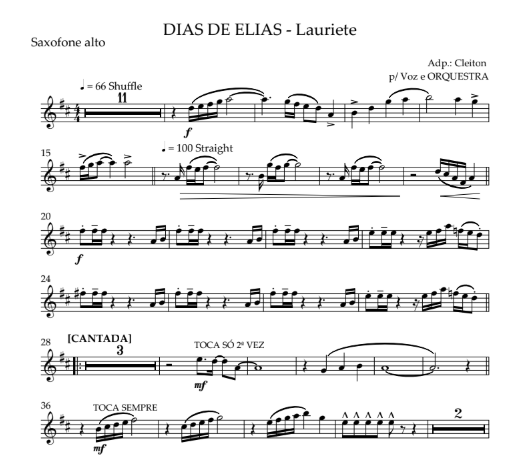 DIAS DE ELIAS - Lauriete
Saxofone alto
Adp.: Cleiton
p/ Voz e ORQUESTRA
♩ = 66 Shuffle
11
f
15
♩. = 100 Straight
20
f
24
28
[CANTADA]
3
TOCA SÓ 2ª VEZ
mf
36
TOCA SEMPRE
mf
2